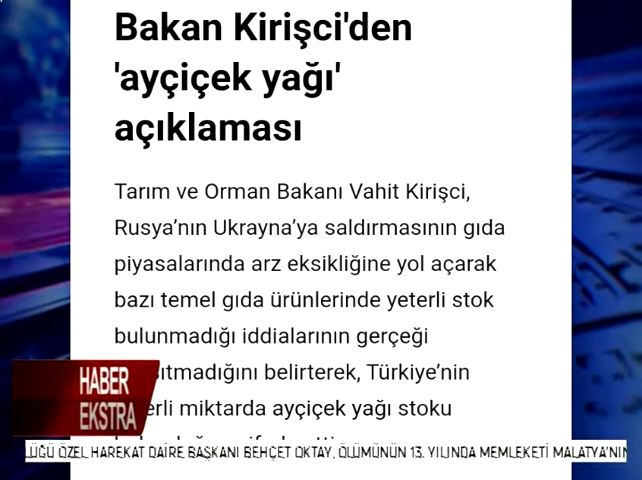 Bakan Kirişci'den
'ayçiçek yağı'
açıklaması
Tarım ve Orman Bakanı Vahit Kirişci,
Rusya’nın Ukrayna’ya saldırmasının gıda
piyasalarında arz eksikliğine yol açarak
bazı temel gıda ürünlerinde yeterli stok
bulunmadığı iddialarının gerçeği
belirterek, Türkiye’nin
miktarda ayçiçek yağı stoku
HABER
EKSTRA
ÖZEL HAREKAT DAİRE BAŞKANI BEHÇET OKTAY, ÖLÜMÜNÜN 13. YILINDA MEMLEKETİ MALATYA'NIN